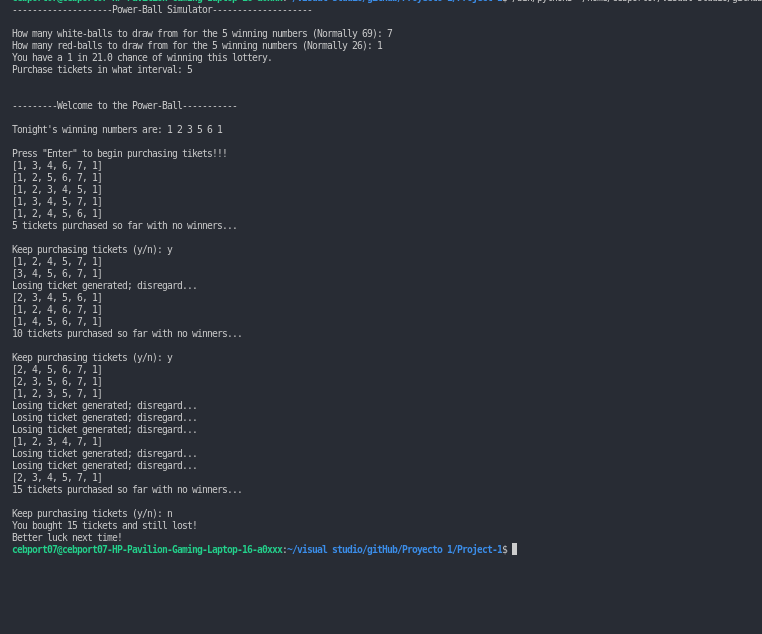 --------------------Power-Ball Simulator--------------------
How many white-balls to draw from for the 5 winning numbers (Normally 69): 7
How many red-balls to draw from for the 5 winning numbers (Normally 26): 1
You have a 1 in 21.0 chance of winning this lottery.
Purchase tickets in what interval: 5
---------Welcome to the Power-Ball-----------
Tonight's winning numbers are: 1 2 3 5 6 1
Press "Enter" to begin purchasing tikets!!!
[1, 3, 4, 6, 7, 1]
[1, 2, 5, 6, 7, 1]
[1, 2, 3, 4, 5, 1]
[1, 3, 4, 5, 7, 1]
[1, 2, 4, 5, 6, 1]
5 tickets purchased so far with no winners...
Keep purchasing tickets (y/n): y
[1, 2, 4, 5, 7, 1]
[3, 4, 5, 6, 7, 1]
Losing ticket generated; disregard...
[2, 3, 4, 5, 6, 1]
[1, 2, 4, 6, 7, 1]
[1, 4, 5, 6, 7, 1]
10 tickets purchased so far with no winners...
Keep purchasing tickets (y/n): y
[2, 4, 5, 6, 7, 1]
[2, 3, 5, 6, 7, 1]
[1, 2, 3, 5, 7, 1]
Losing ticket generated; disregard...
Losing ticket generated; disregard...
Losing ticket generated; disregard...
[1, 2, 3, 4, 7, 1]
Losing ticket generated; disregard...
Losing ticket generated; disregard...
[2, 3, 4, 5, 7, 1]
15 tickets purchased so far with no winners...
Keep purchasing tickets (y/n): n
You bought 15 tickets and still lost!
Better luck next time!
cebport07@cebport07-HP-Pavilion-Gaming-Laptop-16-a0xxx:~/visual studio/gitHub/Proyecto 1/Project-1$